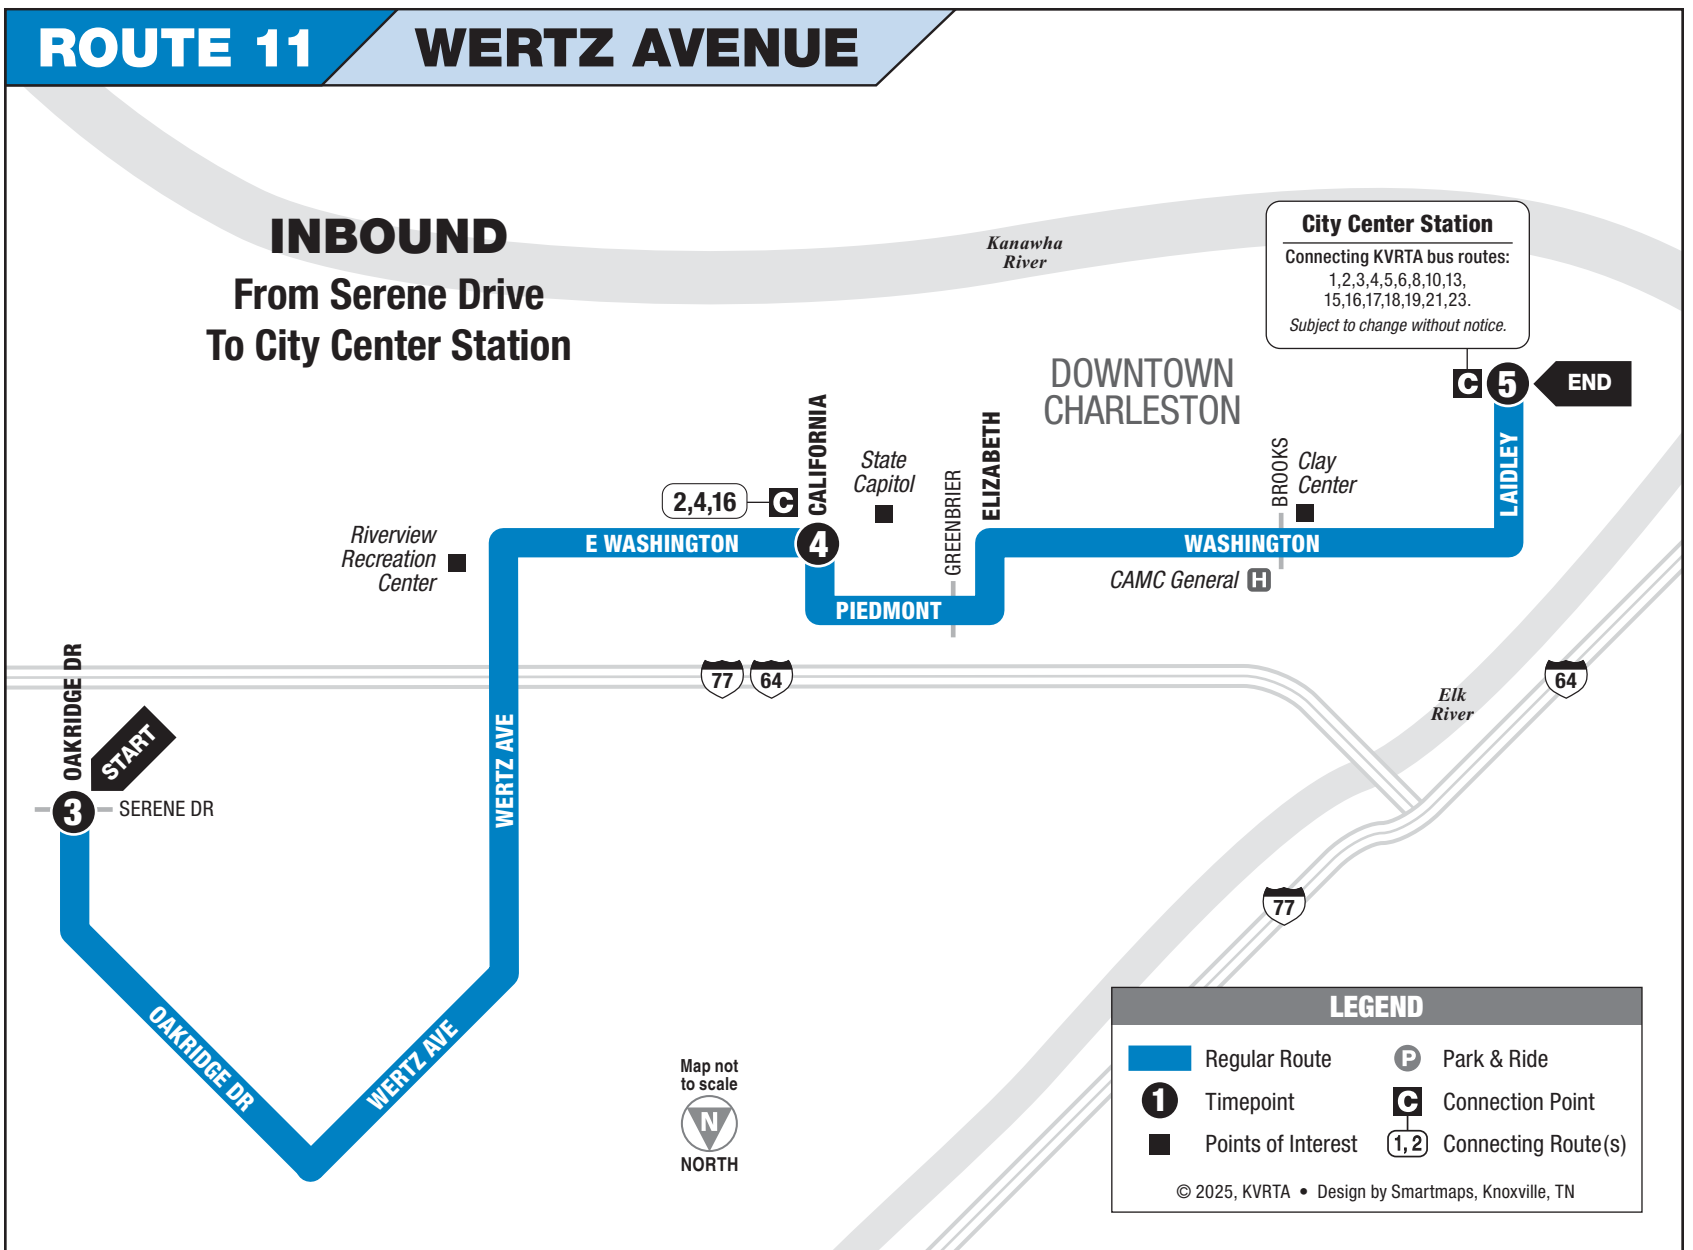 ROUTE 11
WERTZ AVENUE
INBOUND
From Serene Drive
To City Center Station
Kanawha
River
City Center Station
Connecting KVRTA bus routes:
1,2,3,4,5,6,8,10,13,
15,16,17,18,19,21,23.
Subject to change without notice.
DOWNTOWN
CHARLESTON
C
5
END
LAIDLEY
CALIFORNIA
State
Capitol
ELIZABETH
GREENBRIER
BROOKS
Clay
Center
2,4,16
C
4
Riverview
Recreation
Center
E WASHINGTON
WASHINGTON
CAMC General H
PIEDMONT
OAKRIDGE DR
77
64
64
Elk
River
START
WERTZ AVE
3
SERENE DR
77
OAKRIDGE DR
WERTZ AVE
Map not
to scale
N
NORTH
LEGEND
Regular Route
P Park & Ride
1 Timepoint
C Connection Point
Points of Interest
1,2 Connecting Route(s)
© 2025, KVRTA • Design by Smartmaps, Knoxville, TN